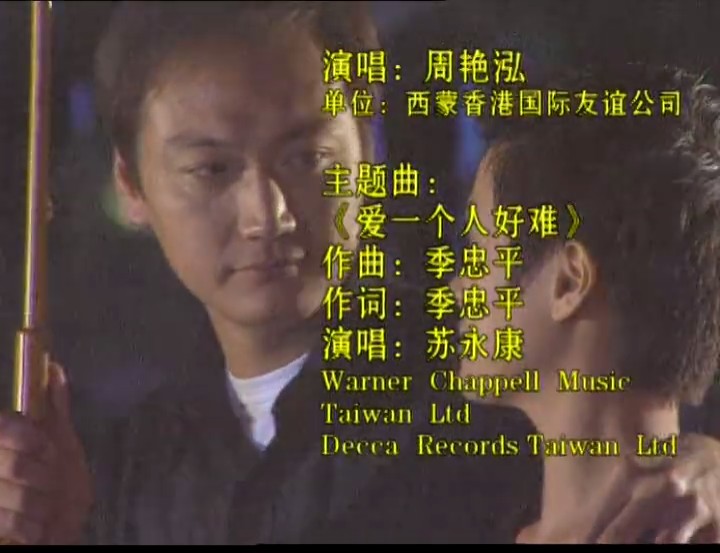 演唱：周艳泓
单位：西蒙香港国际友谊公司
主题曲：
《爱一个人好难》
作曲：季忠平
作词：季忠平
演唱：苏永康
Warner Chappell Music
Taiwan Ltd
Decca Records Taiwan Ltd